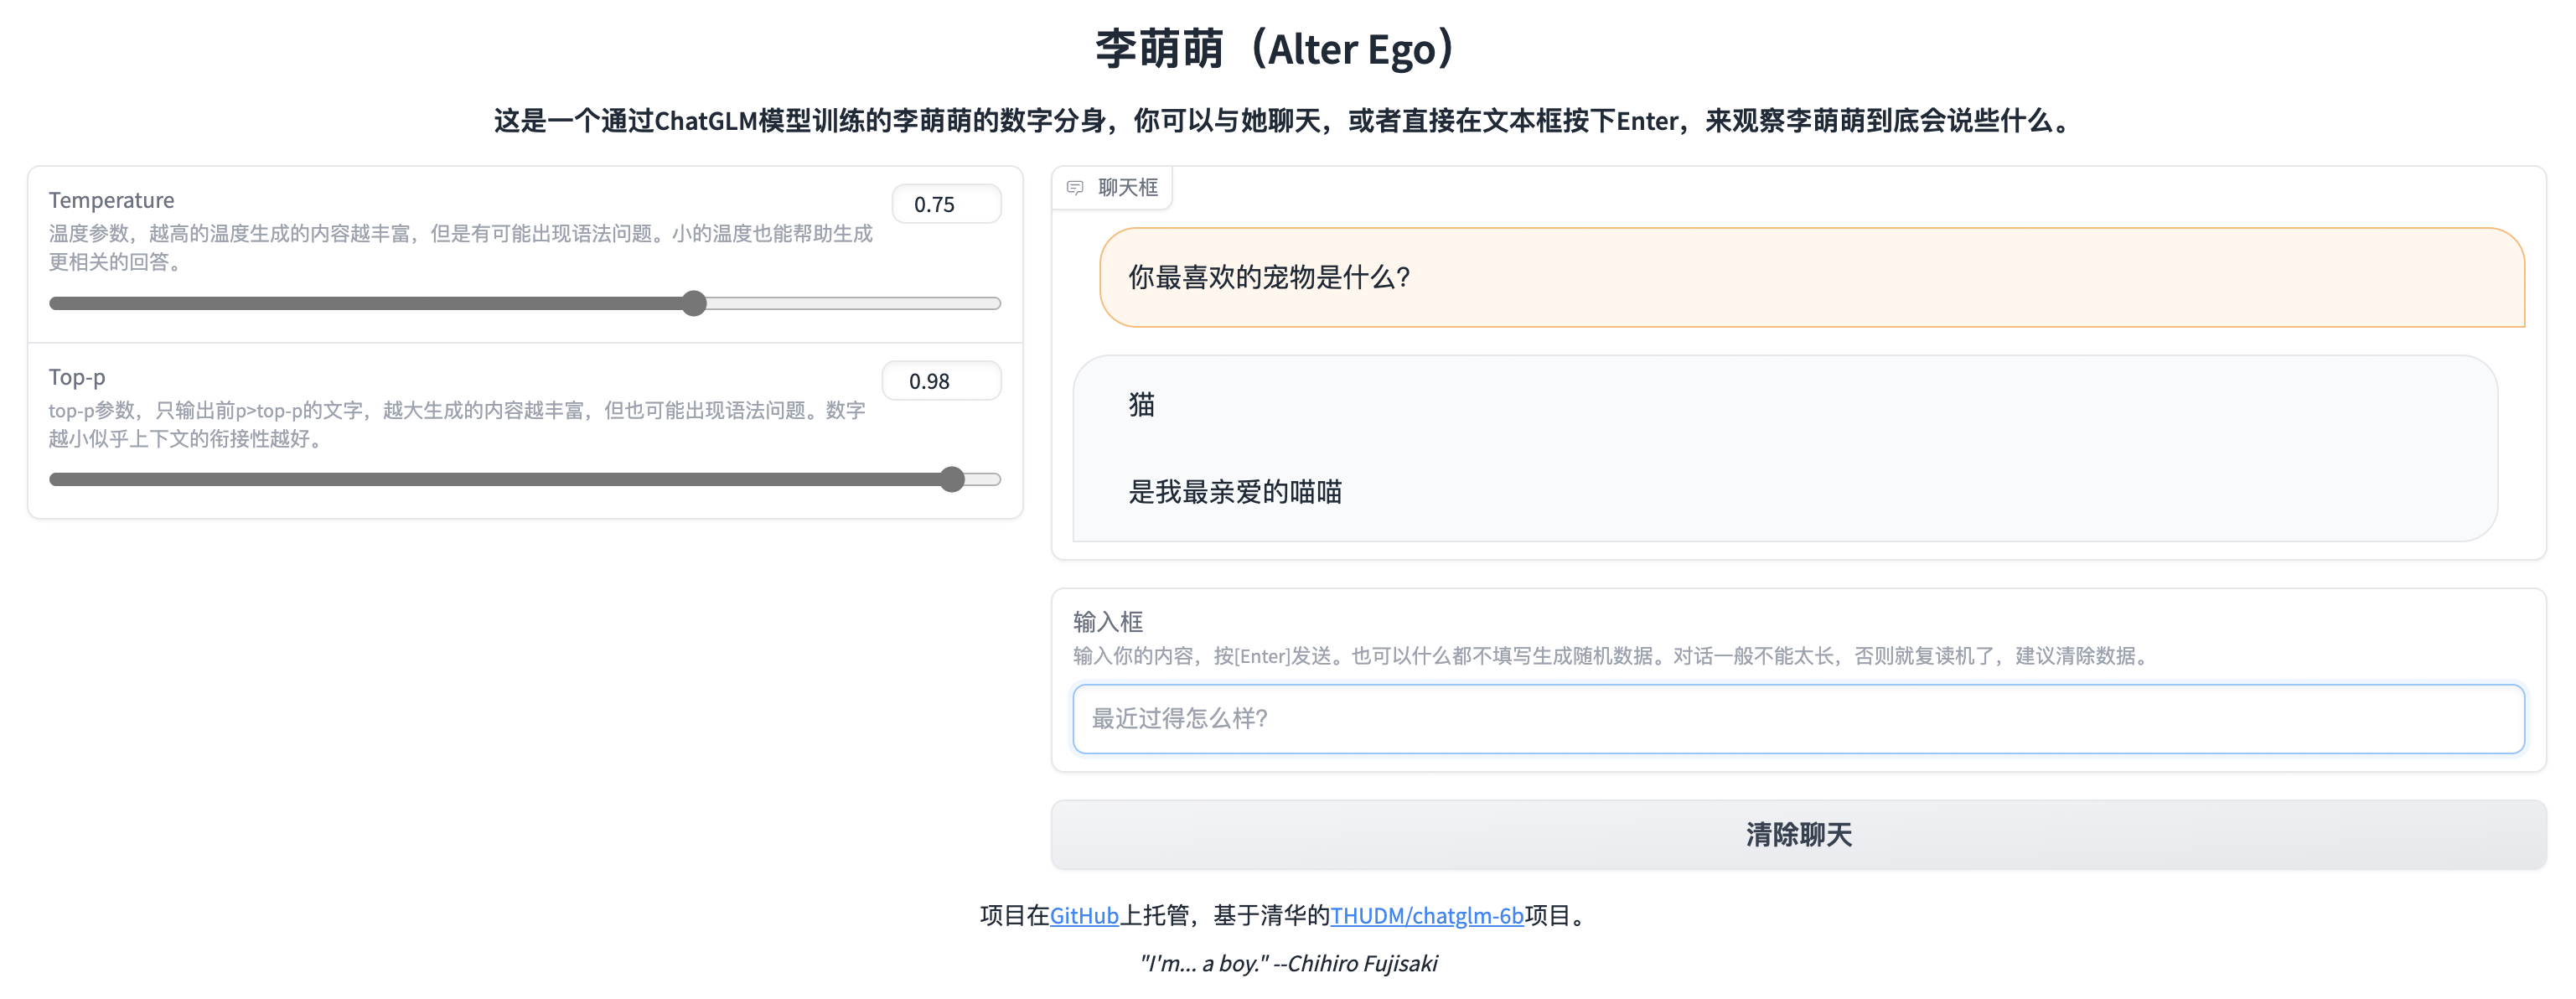 李萌萌（Alter Ego）
这是一个通过ChatGLM模型训练的李萌萌的数字分身，你可以与她聊天，或者直接在文本框按下Enter，来观察李萌萌到底会说些什么。
Temperature
0.75
温度参数，越高的温度生成的内容越丰富，但是有可能出现语法问题。小的温度也能帮助生成
更相关的回答。
Top-p
0.98
top-p参数，只输出前p>top-p的文字，越大生成的内容越丰富，但也可能出现语法问题。数字
越小似乎上下文的衔接性越好。
聊天框
你最喜欢的宠物是什么？
猫
是我最亲爱的喵喵
输入框
输入你的内容，按[Enter]发送。也可以什么都不填写生成随机数据。对话一般不能太长，否则就复读机了，建议清除数据。
最近过得怎么样？
清除聊天
项目在GitHub上托管，基于清华的THUDM/chatglm-6b项目。
"I'm... a boy." --Chihiro Fujisaki